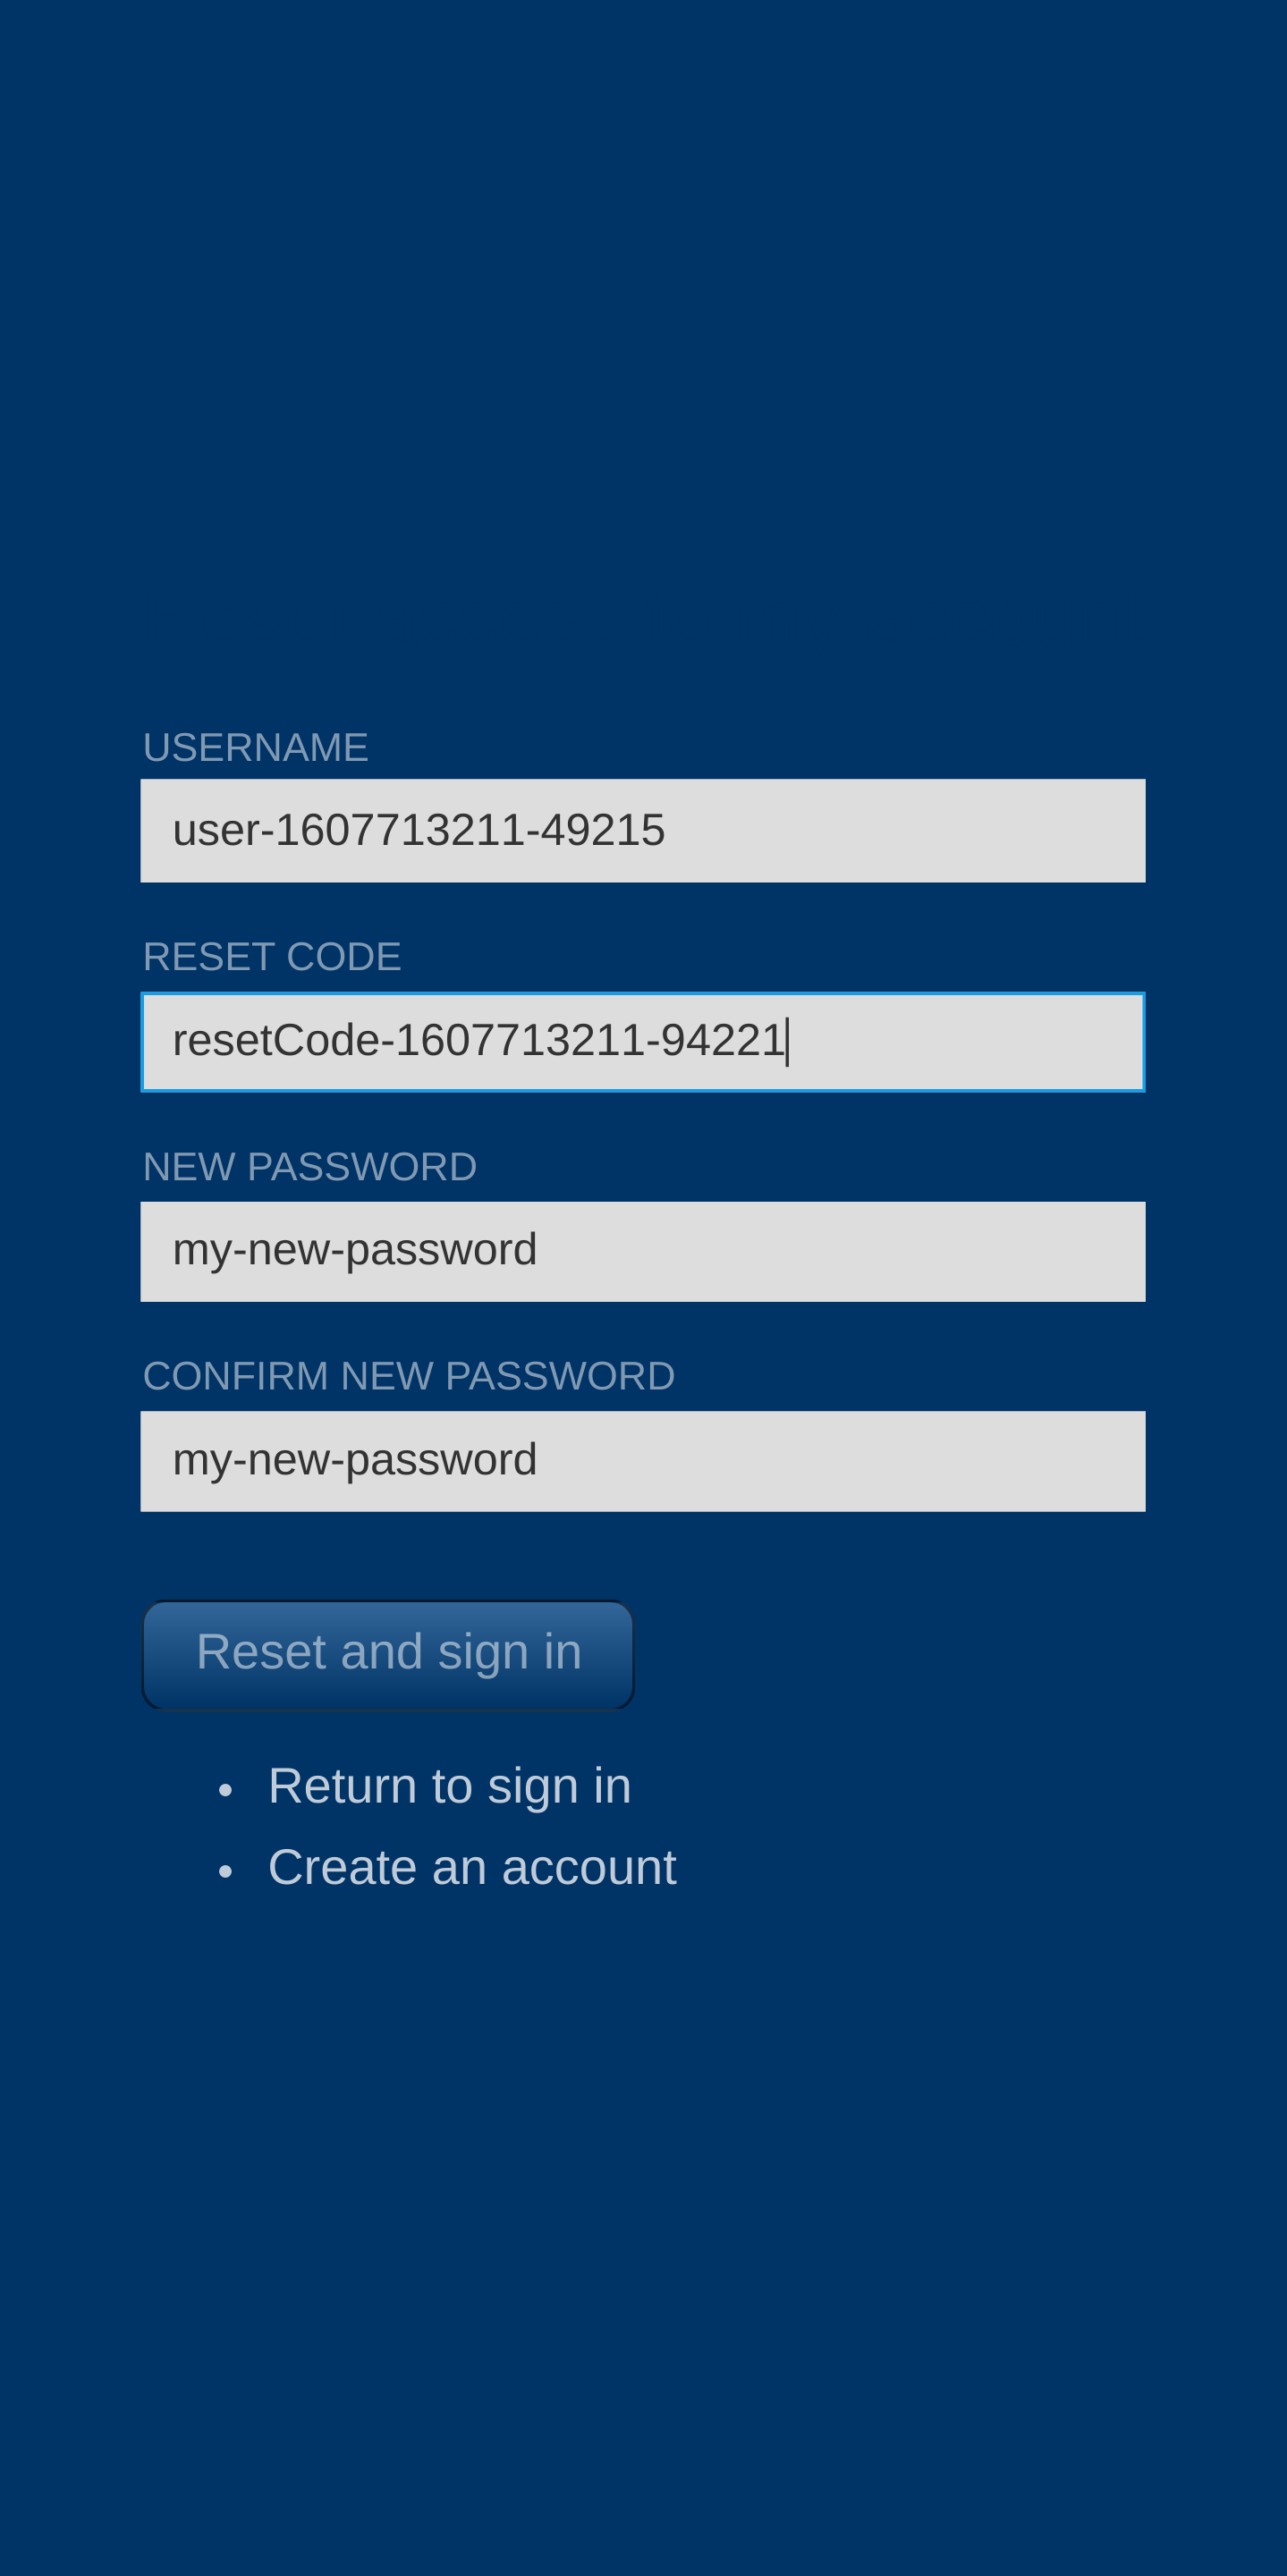 USERNAME
user-1607713211-49215
RESET CODE
resetCode-1607713211-94221
NEW PASSWORD
my-new-password
CONFIRM NEW PASSWORD
my-new-password
Reset and sign in
• Return to sign in
• Create an account